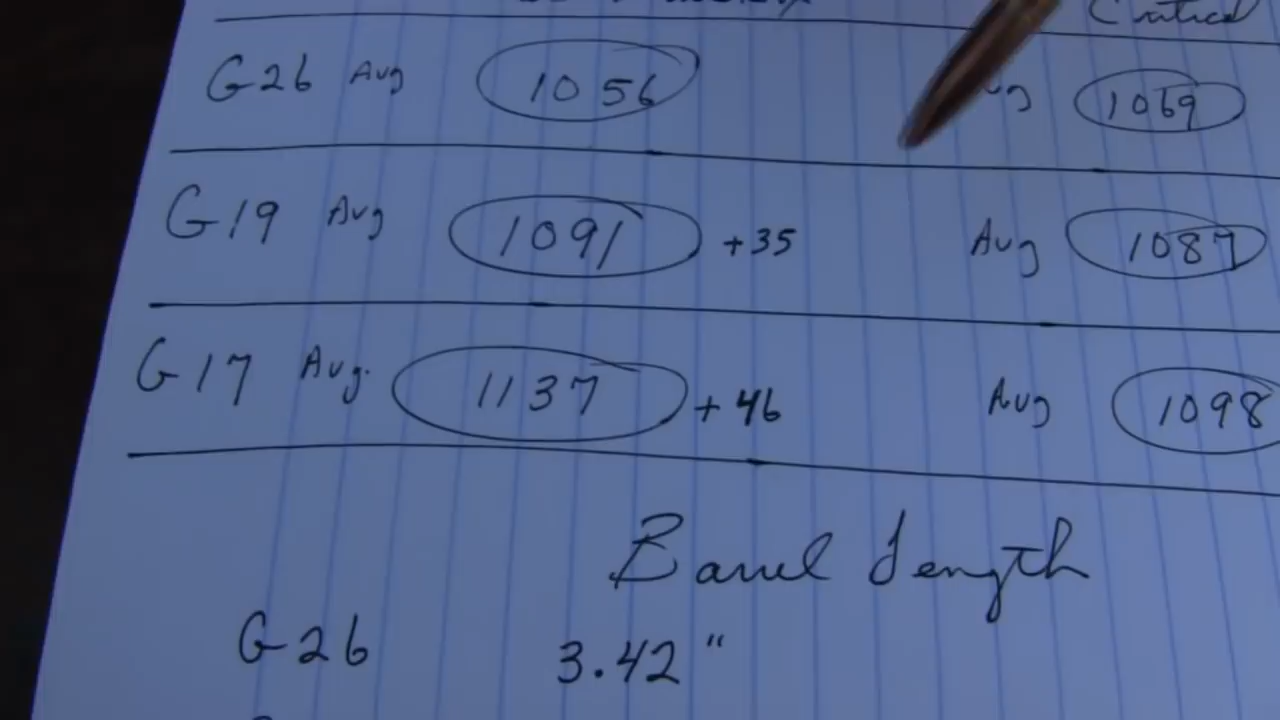 Critical
G26 Avg 1056 1069
G19 Avg 1091 +35 Avg 1087
G17 Avg. 1137 +46 Avg 1098
Barrel Length
G26 3.42"